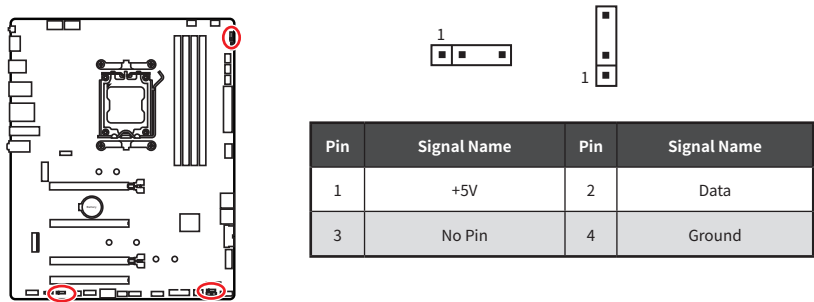 1
1
Pin Signal Name Pin Signal Name
1 +5V 2 Data
3 No Pin 4 Ground